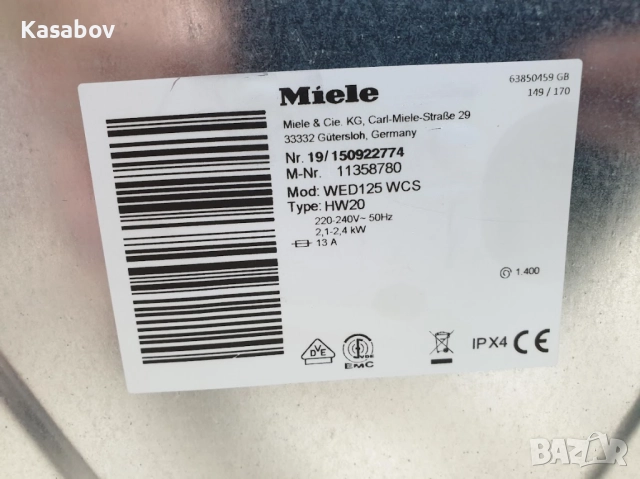 Kasabov
63850459 GB
149 / 170
Miele
Miele & Cie. KG, Carl-Miele-Straße 29
33332 Gütersloh, Germany
Nr. 19/150922774
M-Nr. 11358780
Mod: WED125 WCS
Type: HW20
220-240V~ 50Hz
2,1-2,4 kW
13 A
1.400
DVE
VDE
EMC
IPX4 CE
BAZAR